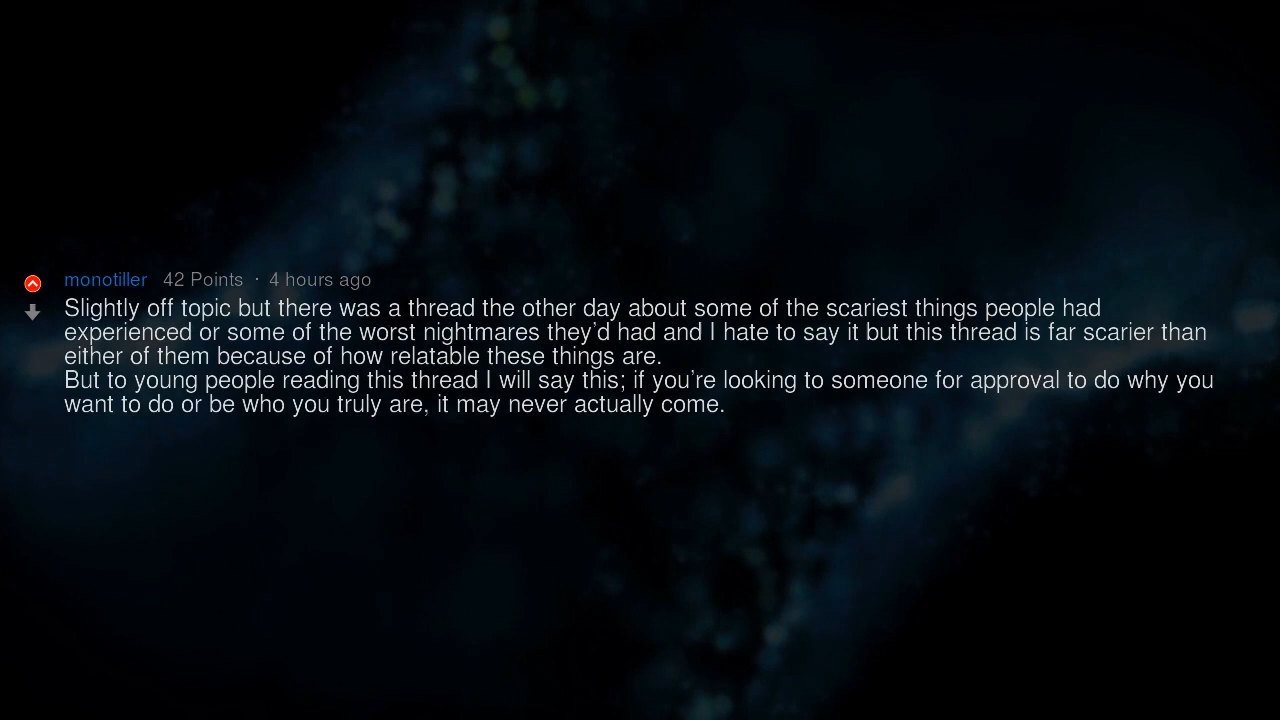 monotiller 42 Points · 4 hours ago
Slightly off topic but there was a thread the other day about some of the scariest things people had
experienced or some of the worst nightmares they'd had and I hate to say it but this thread is far scarier than
either of them because of how relatable these things are.
But to young people reading this thread I will say this; if you're looking to someone for approval to do why you
want to do or be who you truly are, it may never actually come.